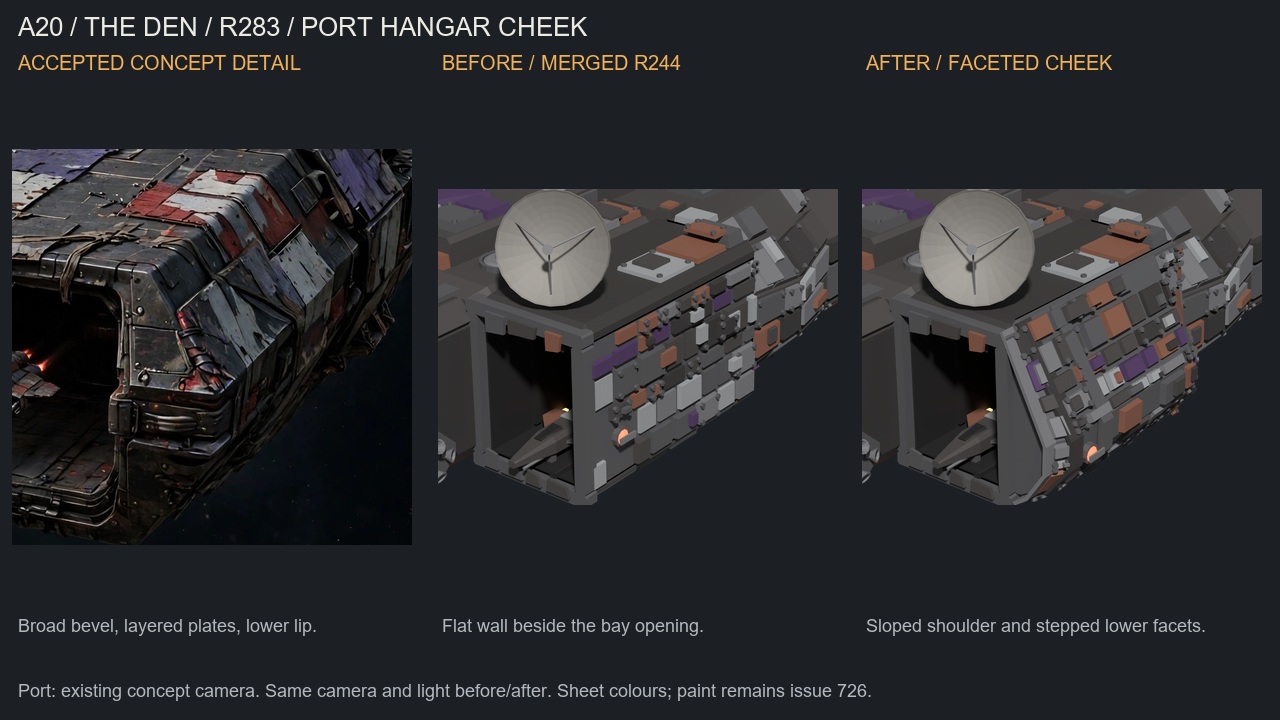 A20 / THE DEN / R283 / PORT HANGAR CHEEK
ACCEPTED CONCEPT DETAIL
BEFORE / MERGED R244
AFTER / FACETED CHEEK
Broad bevel, layered plates, lower lip.
Flat wall beside the bay opening.
Sloped shoulder and stepped lower facets.
Port: existing concept camera. Same camera and light before/after. Sheet colours; paint remains issue 726.